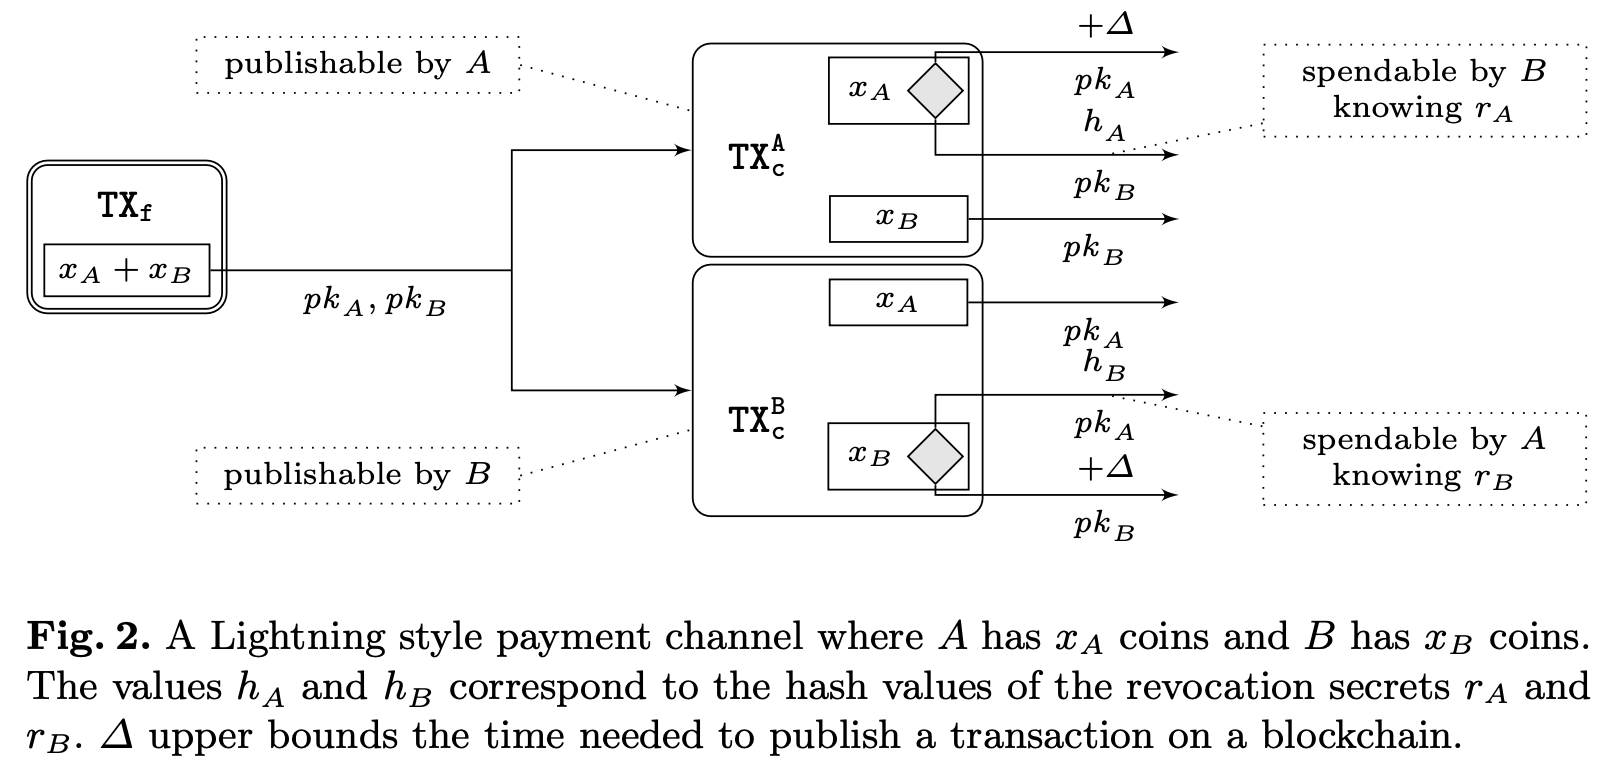 publishable by A
TX_f
x_A + x_B
pk_A, pk_B
publishable by B
TX_c^A
x_A
x_B
+Δ
pk_A
h_A
pk_B
pk_B
spendable by B
knowing r_A
TX_c^B
x_A
x_B
pk_A
h_B
pk_A
+Δ
pk_B
spendable by A
knowing r_B
Fig. 2. A Lightning style payment channel where A has x_A coins and B has x_B coins.
The values h_A and h_B correspond to the hash values of the revocation secrets r_A and
r_B. Δ upper bounds the time needed to publish a transaction on a blockchain.